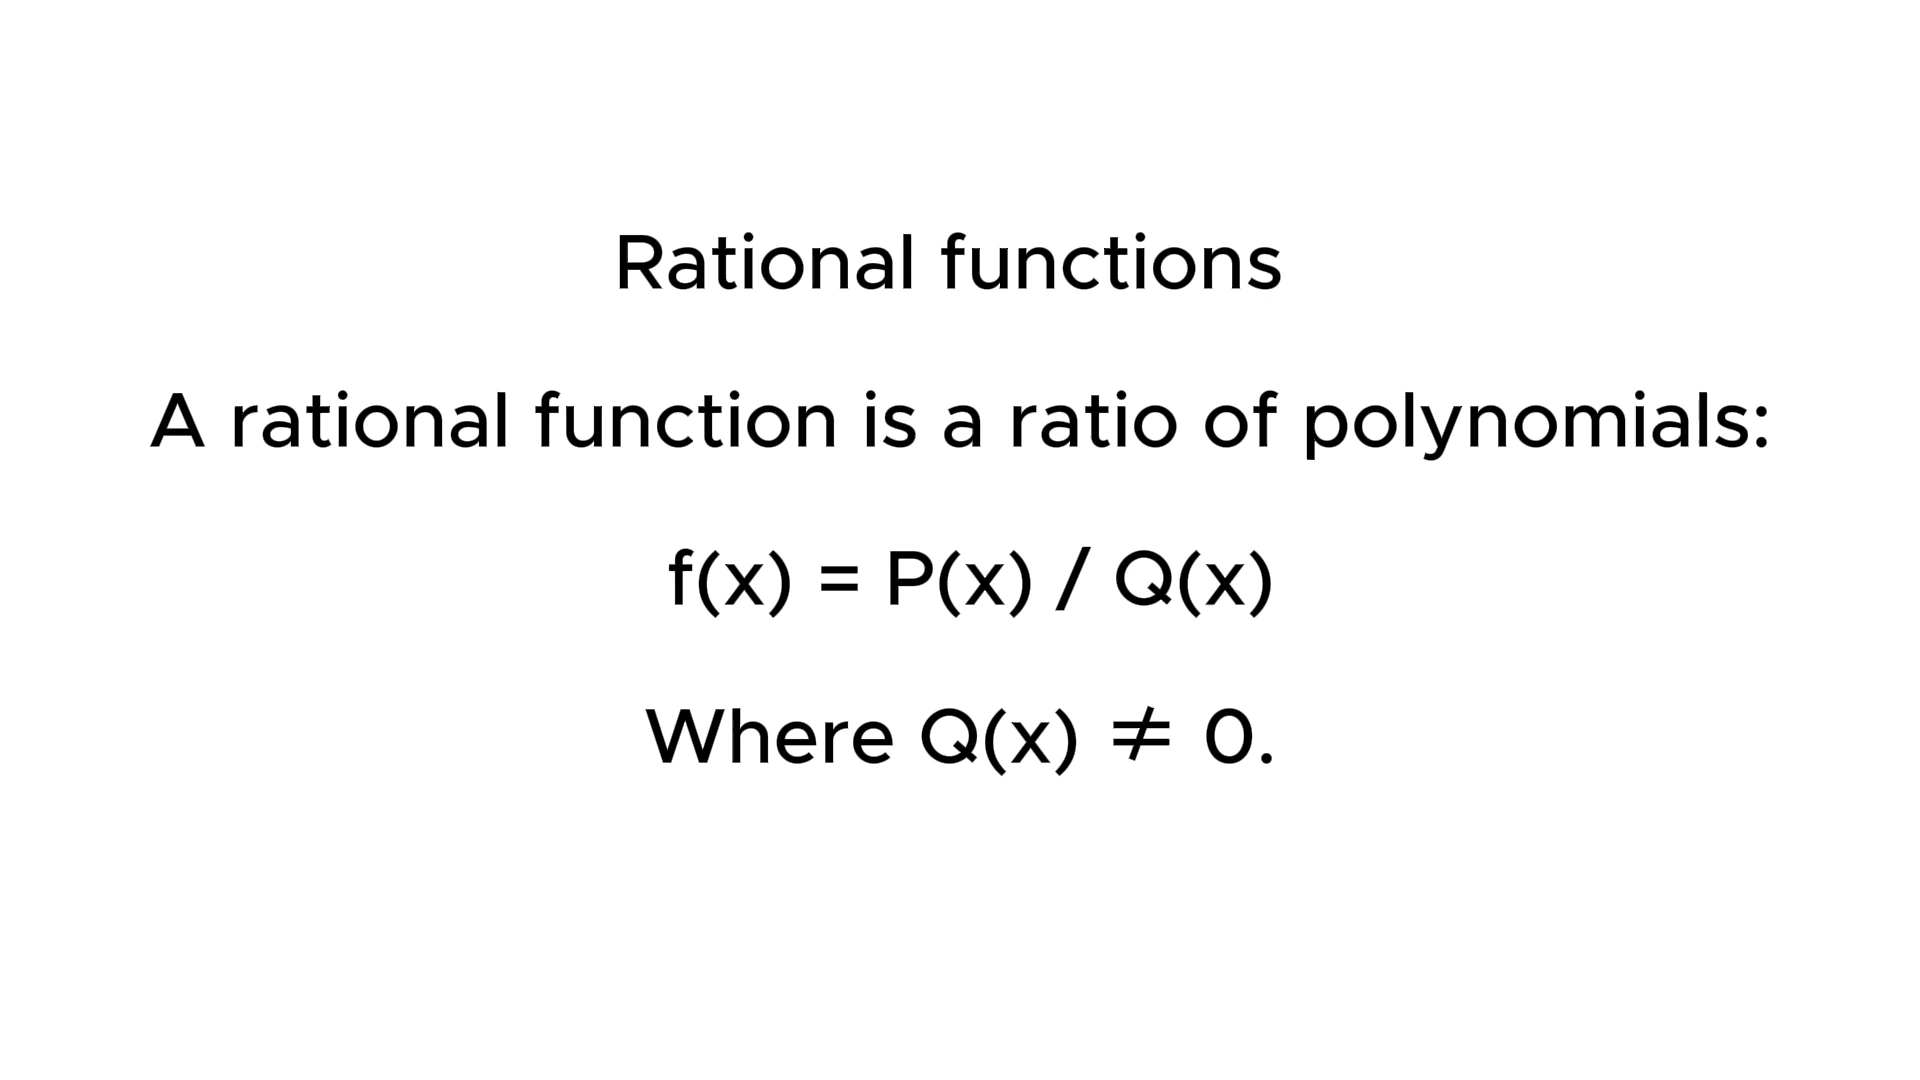 Rational functions
A rational function is a ratio of polynomials:
f(x) = P(x) / Q(x)
Where Q(x) ≠ 0.